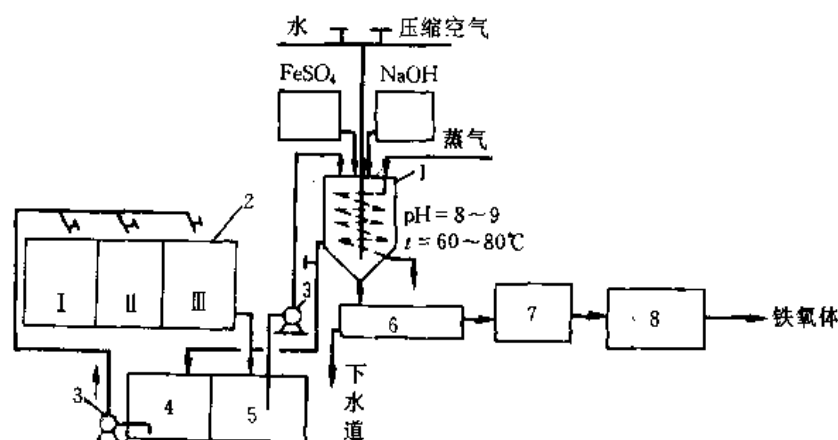 水 压缩空气
FeSO₄ NaOH
蒸气
1
pH=8~9
t=60~80℃
2
Ⅰ Ⅱ Ⅲ
3
6 7 8 铁氧体
3 4 5
下水道